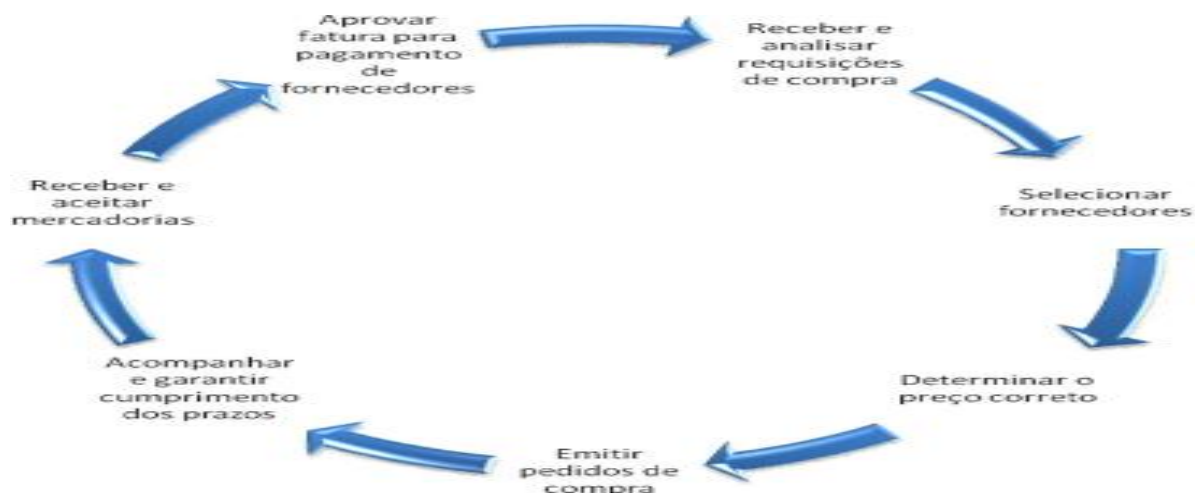 Aprovar
fatura para
pagamento
de
fornecedores
Receber e
analisar
requisições
de compra
Selecionar
fornecedores
Determinar o
preço correto
Emitir
pedidos de
compra
Acompanhar
e garantir
cumprimento
dos prazos
Receber e
aceitar
mercadorias